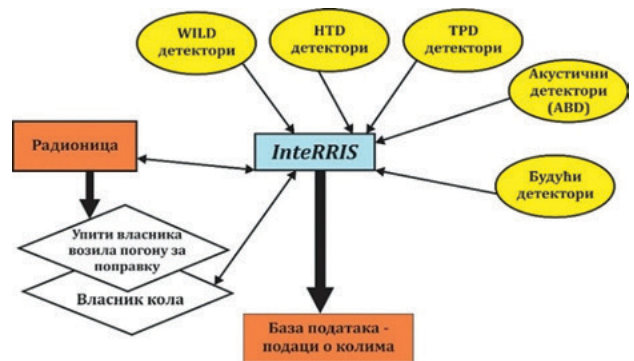 WILD
детектори
HTD
детектори
TPD
детектори
Акустични
детектори
(ABD)
Радионица
InteRRIS
Будући
детектори
Упити власника
возила погону за
поправку
Власник кола
База података -
подаци о колима